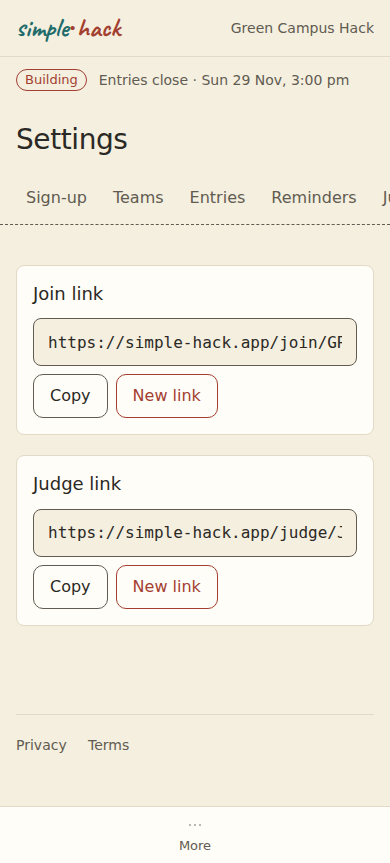 simple·hack
Green Campus Hack
Building
Entries close · Sun 29 Nov, 3:00 pm
Settings
Sign-up Teams Entries Reminders
Join link
https://simple-hack.app/join/
Copy
New link
Judge link
https://simple-hack.app/judge/
Copy
New link
Privacy Terms
...
More